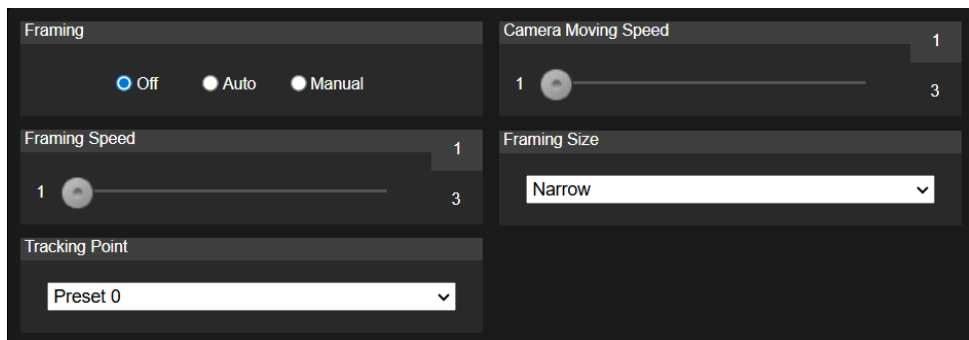 Framing
Off Auto Manual
Camera Moving Speed
1
1
3
Framing Speed
1
1
3
Framing Size
Narrow
Tracking Point
Preset 0